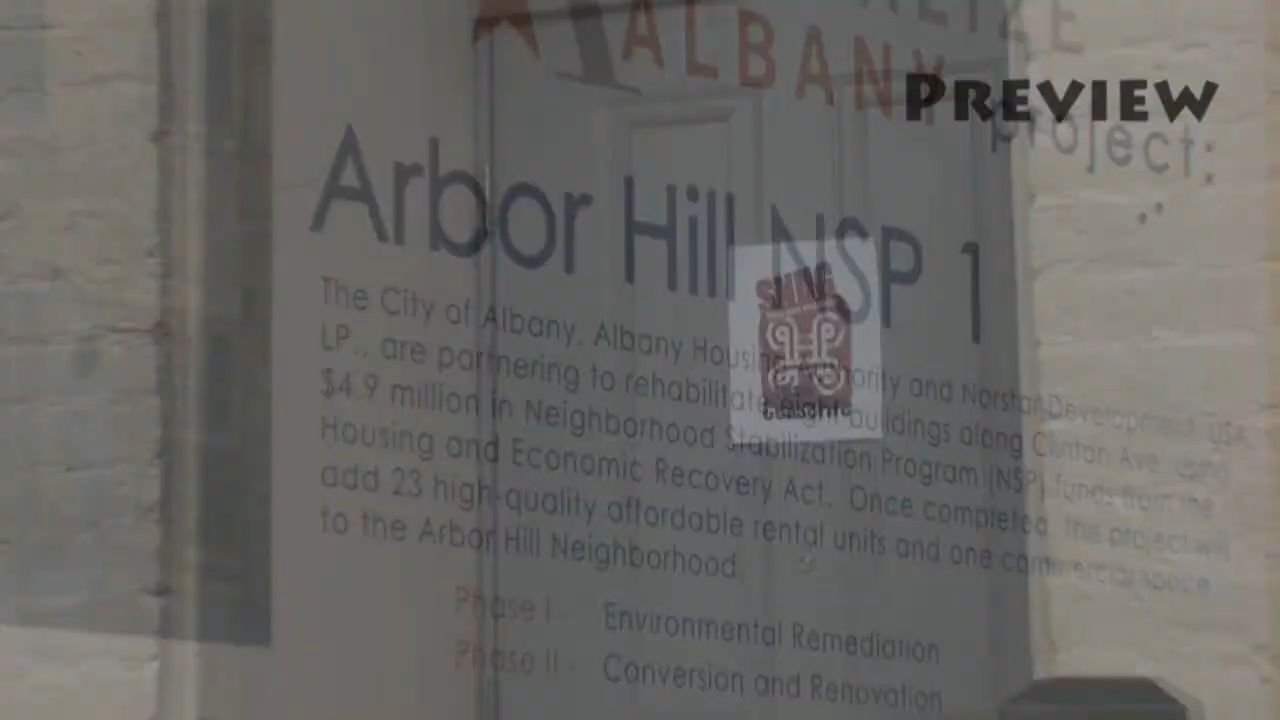 ALBANY
PREVIEW
project:
Arbor Hill NSP 1
The City of Albany, Albany Housing Authority and Norstar Development USA,
LP., are partnering to rehabilitate eight buildings along Clinton Ave. using
$4.9 million in Neighborhood Stabilization Program (NSP) funds from the
Housing and Economic Recovery Act. Once completed, this project will
add 23 high-quality affordable rental units and one commercial space
to the Arbor Hill Neighborhood.
Phase I - Environmental Remediation
Phase II - Conversion and Renovation